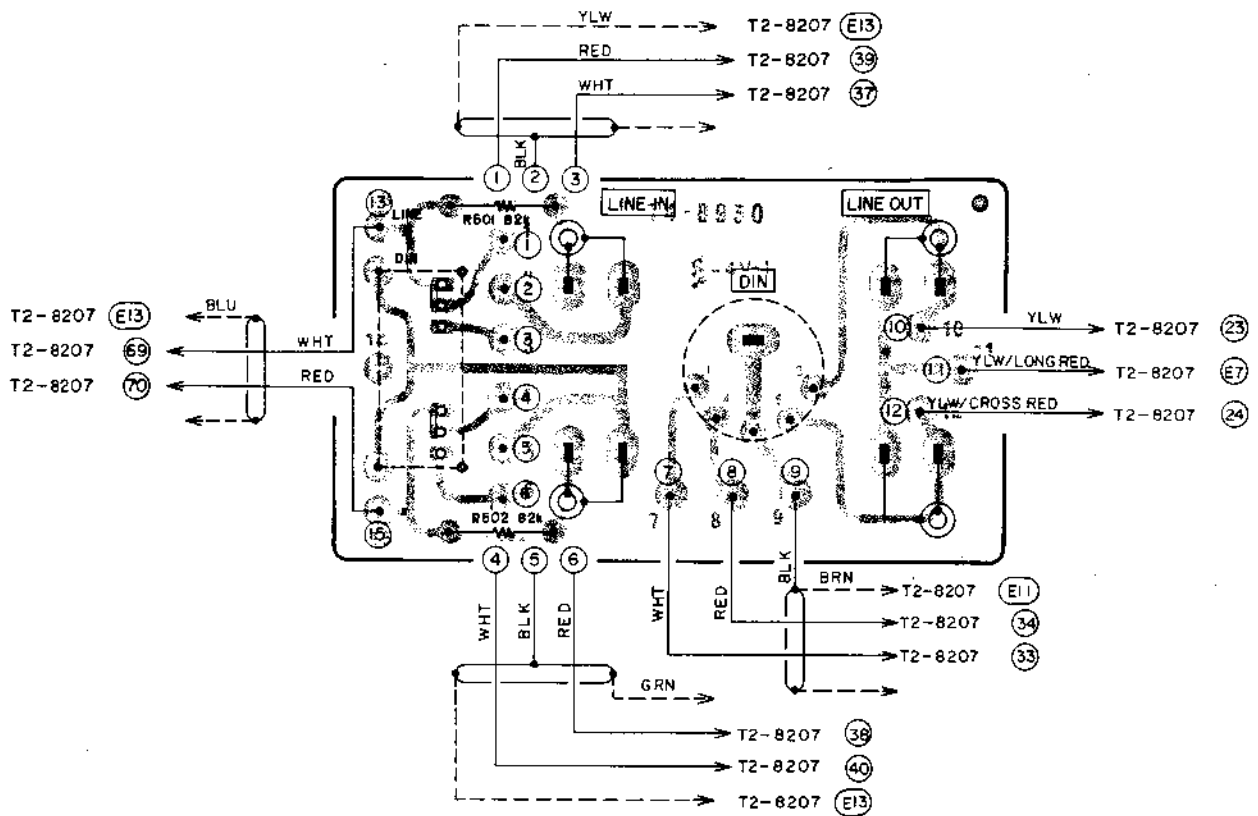 YLW T2-8207 E13
RED T2-8207 39
WHT T2-8207 37
BLK
1 2 3
13
LINE
LINE-IN
LINE OUT
R501 82k
1
DIN
2
DIN
3
T2-8207 E13 BLU
T2-8207 69 WHT
T2-8207 70 RED
10 10 YLW T2-8207 23
11 YLW/LONG RED T2-8207 E7
12 YLW/CROSS RED T2-8207 24
4
5
6
7 8 9
7 8 9
R502 82k
15
4 5 6
WHT BLK RED
WHT RED BLK
BRN T2-8207 E11
T2-8207 34
T2-8207 33
GRN
T2-8207 38
T2-8207 40
T2-8207 E13